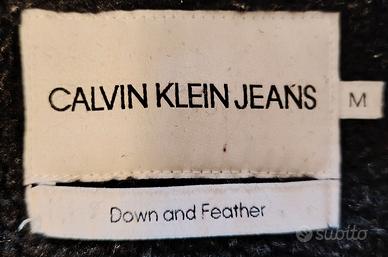 CALVIN KLEIN JEANS
M
Down and Feather
subito